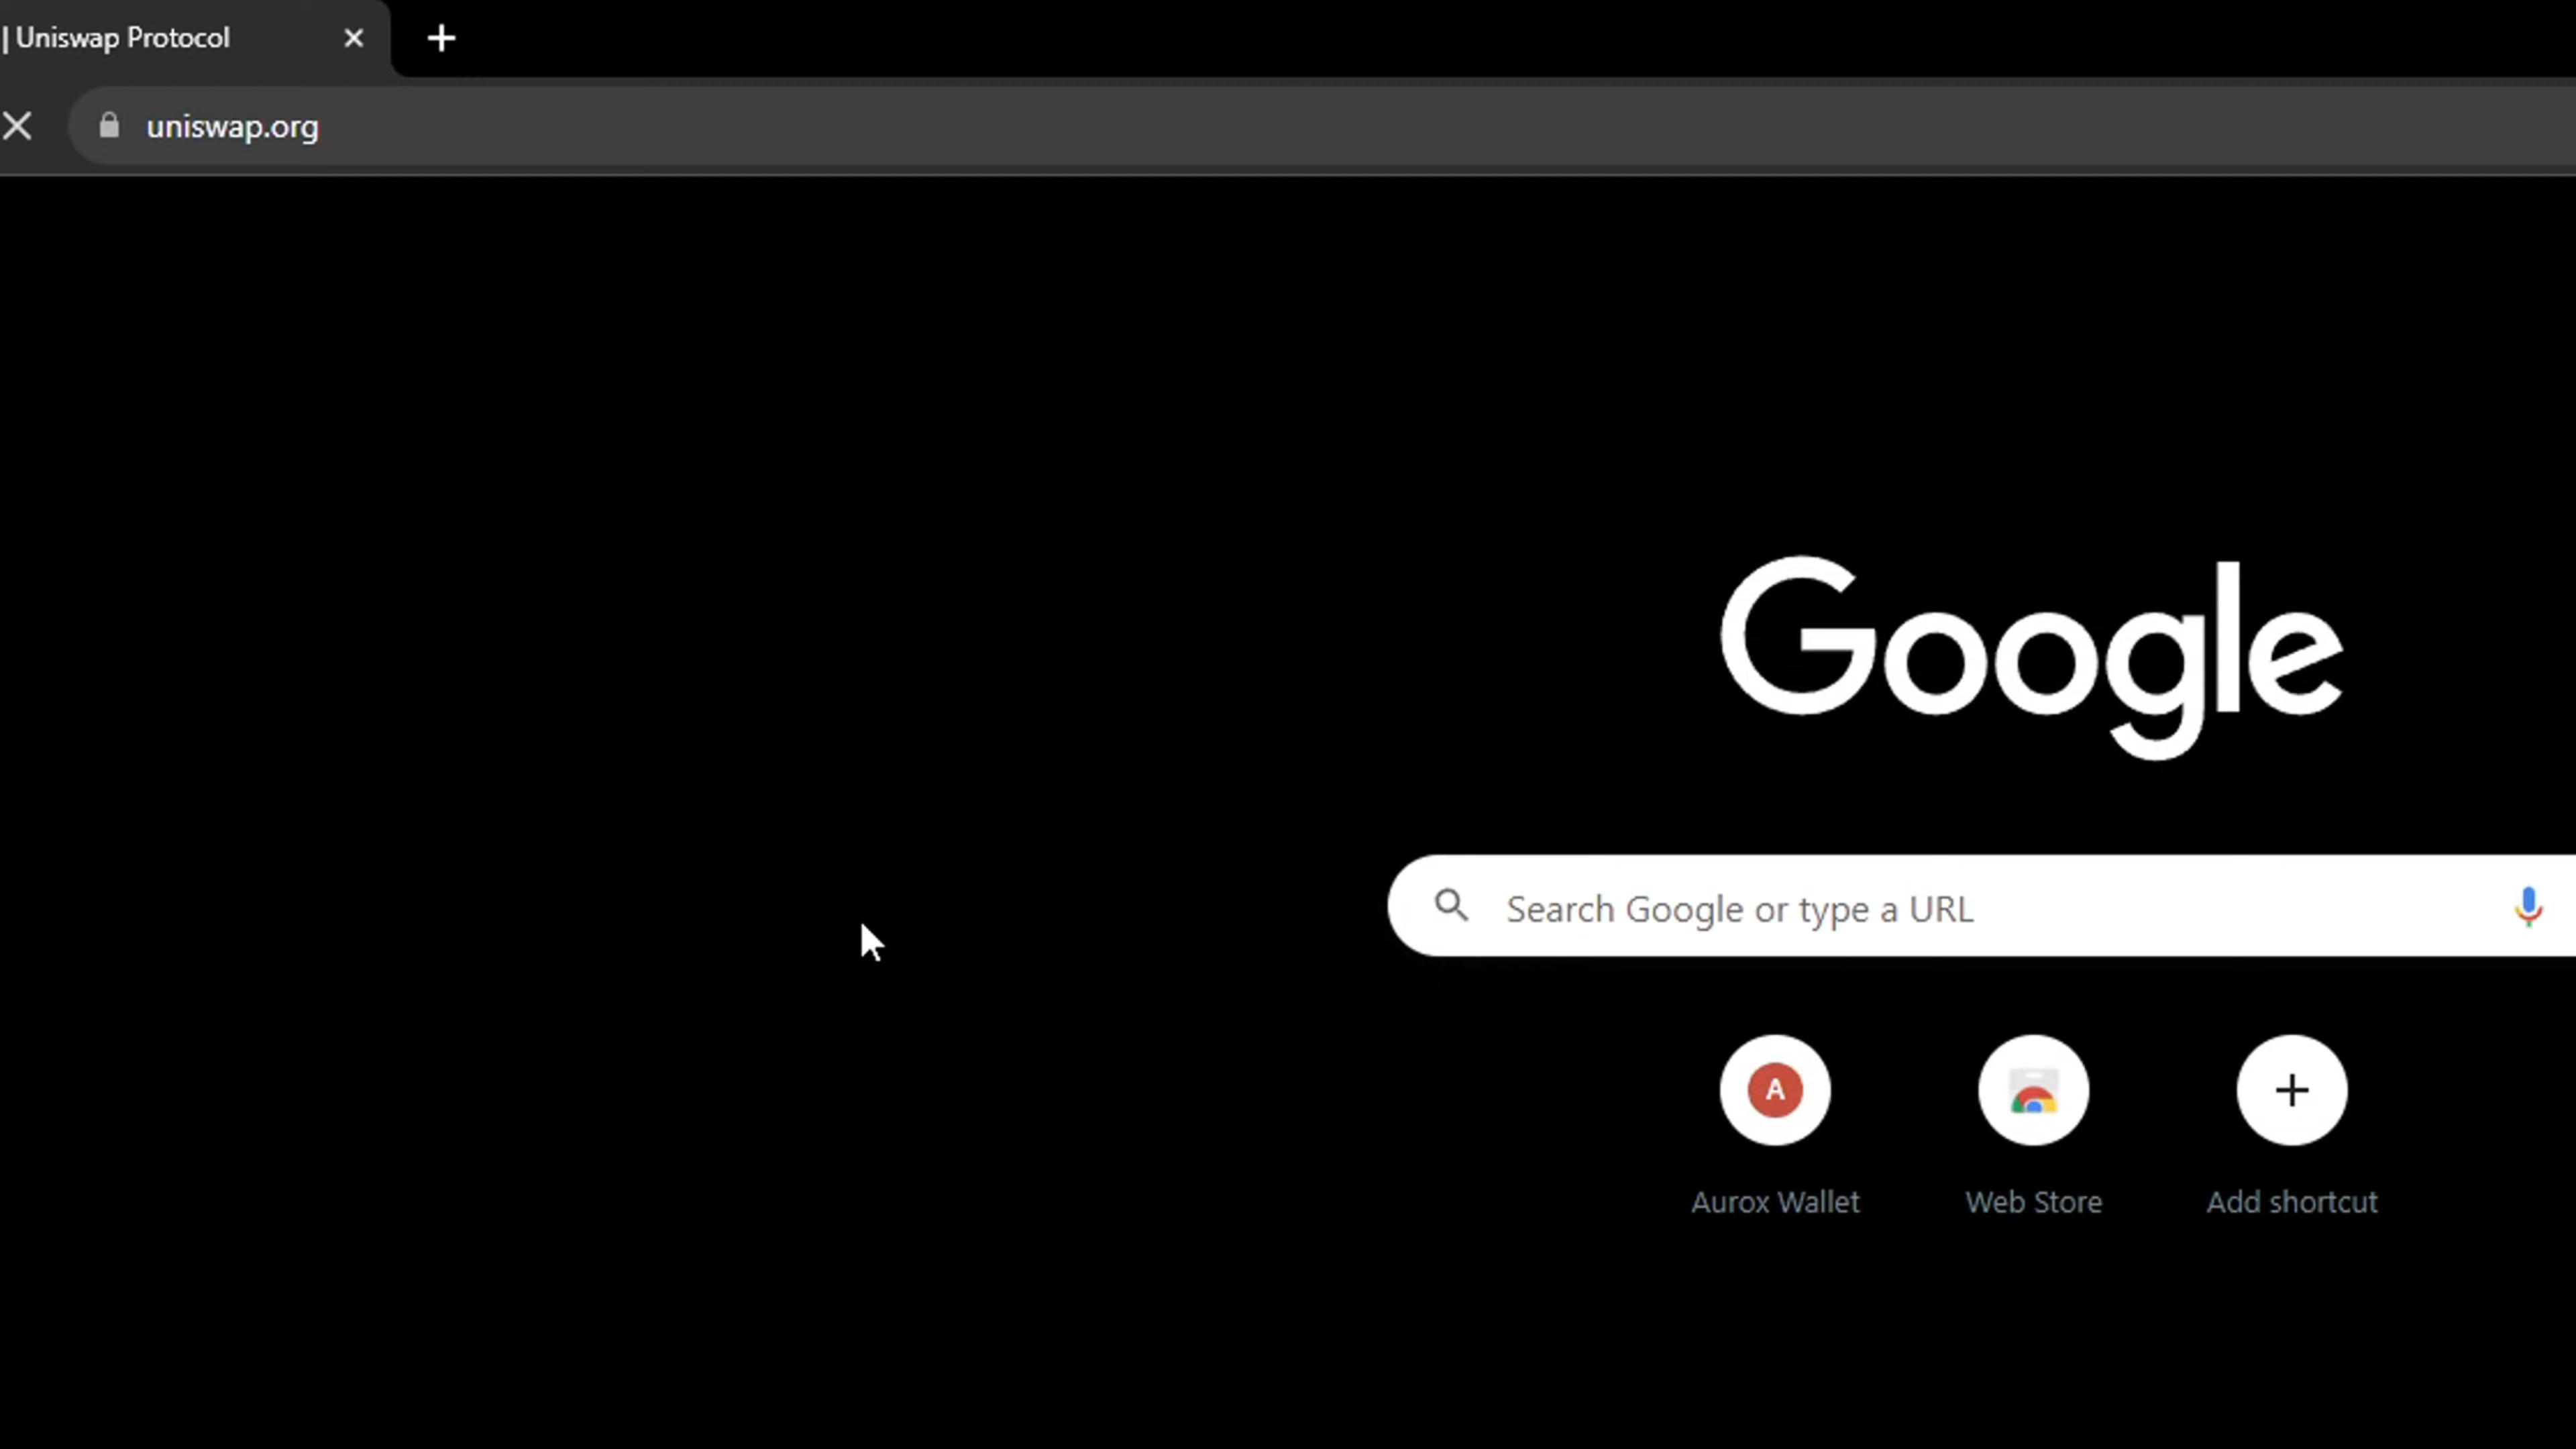 | Uniswap Protocol
uniswap.org
Google
Search Google or type a URL
A
Aurox Wallet
Web Store
Add shortcut